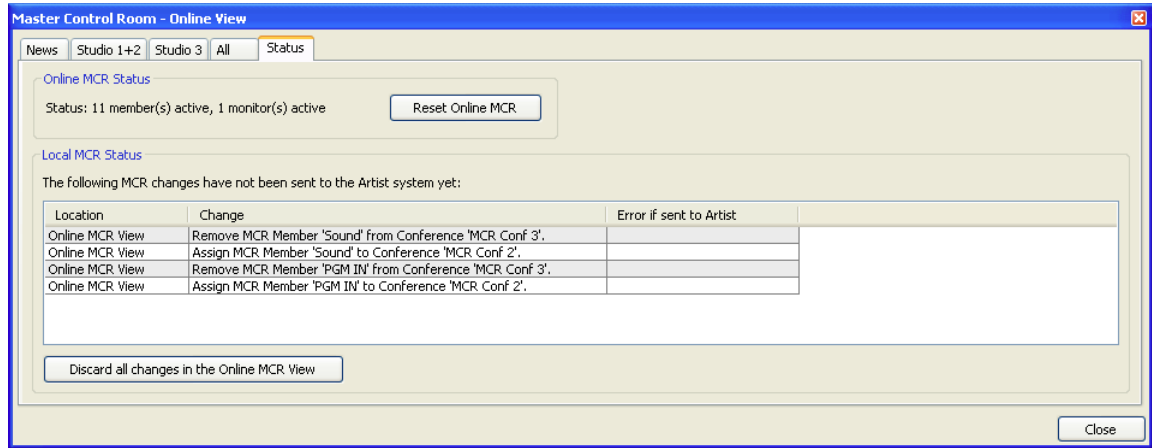 Master Control Room - Online View
News Studio 1+2 Studio 3 All Status
Online MCR Status
Status: 11 member(s) active, 1 monitor(s) active Reset Online MCR
Local MCR Status
The following MCR changes have not been sent to the Artist system yet:
Location Change Error if sent to Artist
Online MCR View Remove MCR Member 'Sound' from Conference 'MCR Conf 3'.
Online MCR View Assign MCR Member 'Sound' to Conference 'MCR Conf 2'.
Online MCR View Remove MCR Member 'PGM IN' from Conference 'MCR Conf 3'.
Online MCR View Assign MCR Member 'PGM IN' to Conference 'MCR Conf 2'.
Discard all changes in the Online MCR View
Close